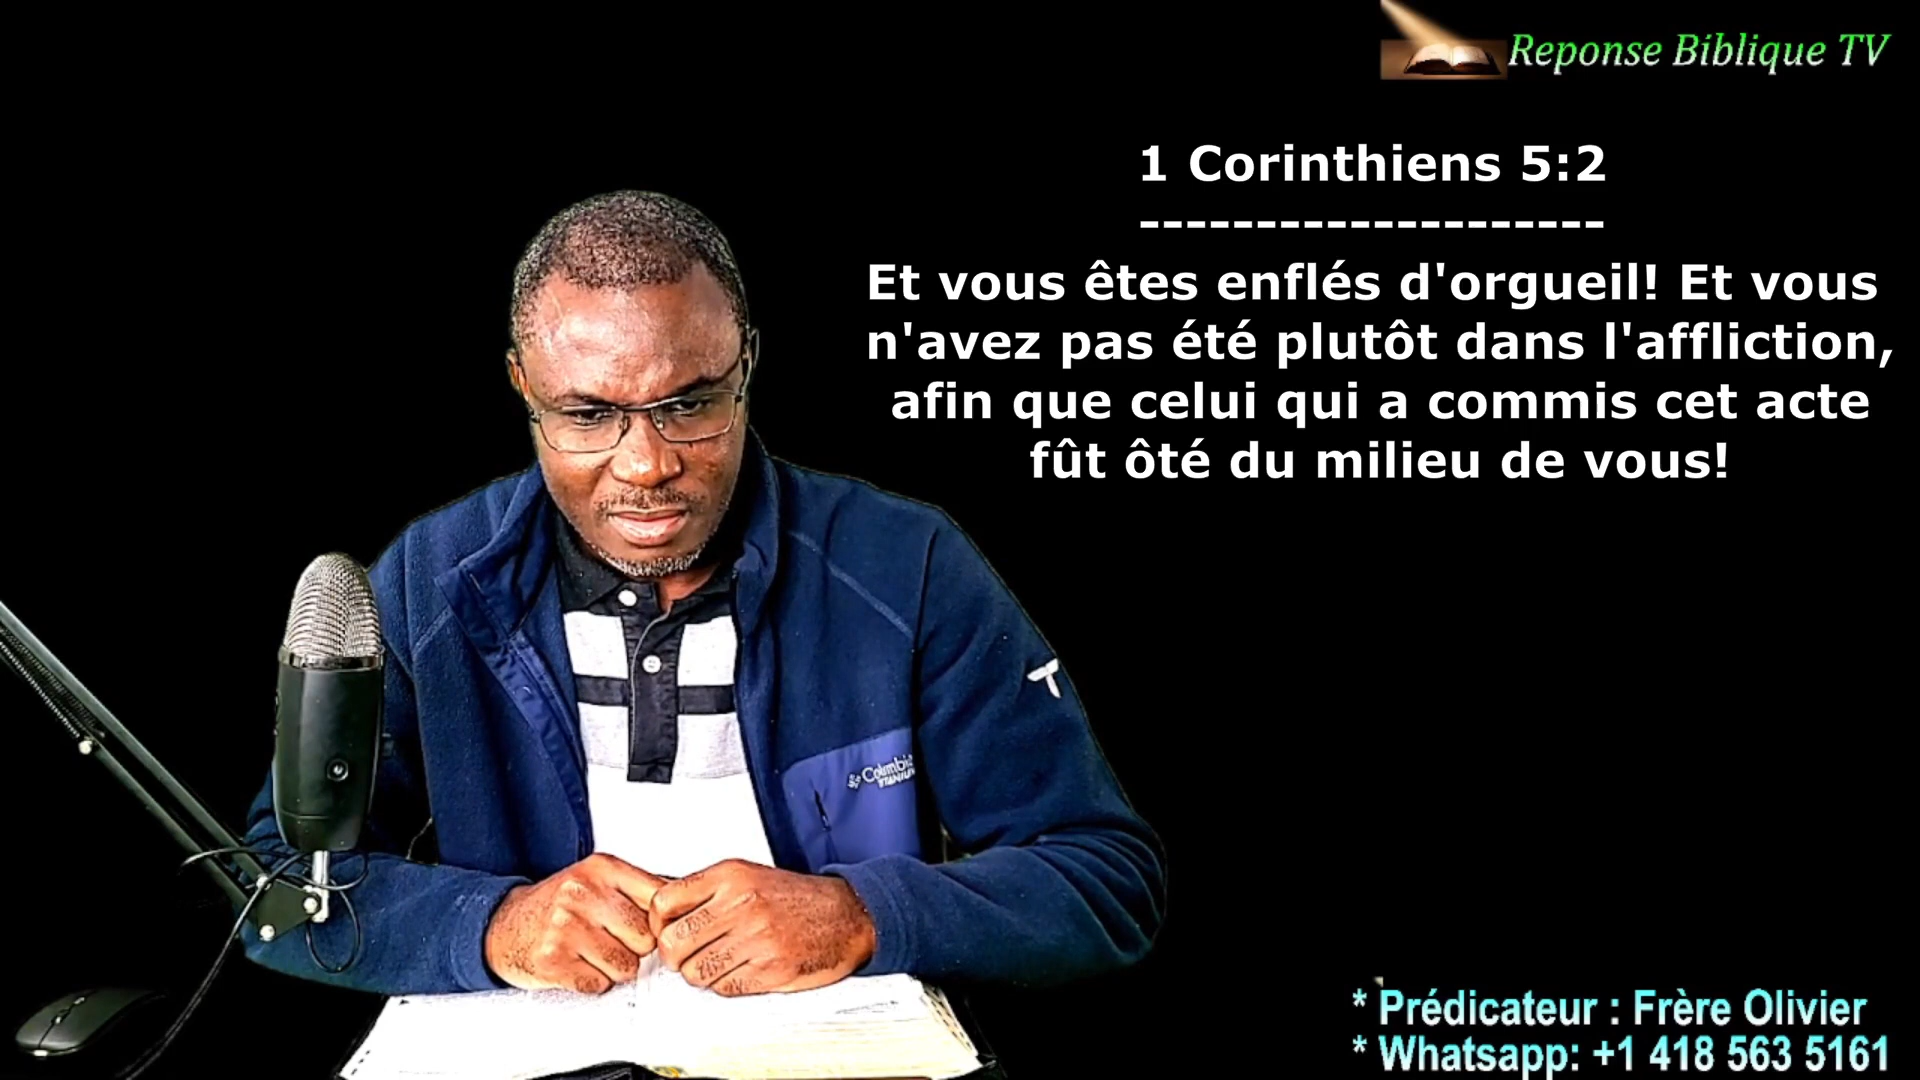 Reponse Biblique TV
1 Corinthiens 5:2
--------------------
Et vous êtes enflés d'orgueil! Et vous
n'avez pas été plutôt dans l'affliction,
afin que celui qui a commis cet acte
fût ôté du milieu de vous!
Columbia
TITANIUM
* Prédicateur : Frère Olivier
* Whatsapp: +1 418 563 5161